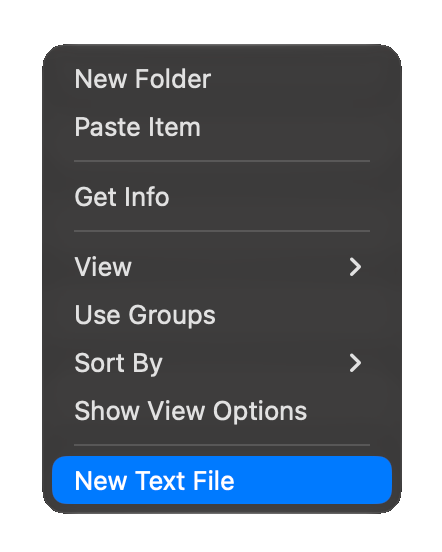 New Folder
Paste Item
Get Info
View
Use Groups
Sort By
Show View Options
New Text File